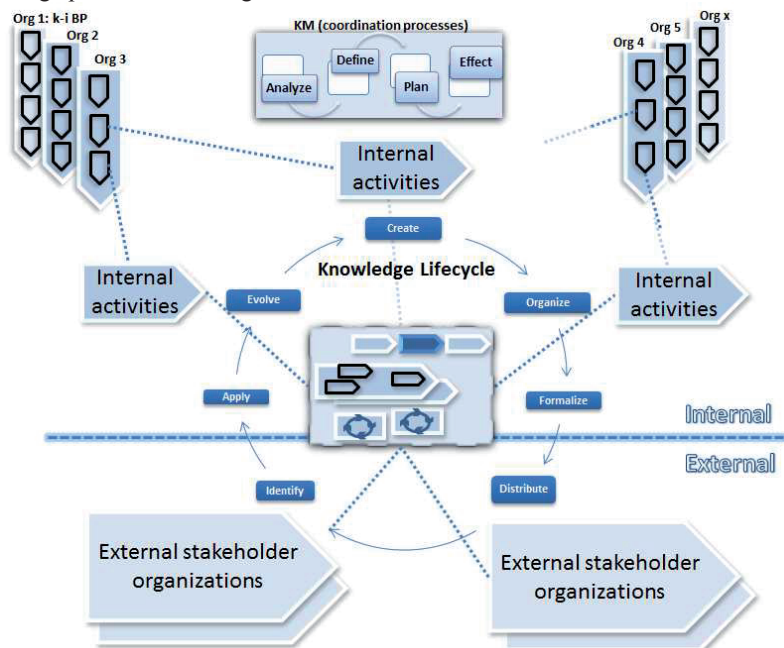 Org 1: k-i BP
Org 2
Org 3
KM (coordination processes)
Define
Effect
Analyze
Plan
Org x
Org 5
Org 4
Internal
activities
Create
Knowledge Lifecycle
Internal
activities
Evolve
Organize
Internal
activities
Apply
Formalize
Internal
External
Identify
Distribute
External stakeholder
organizations
External stakeholder
organizations